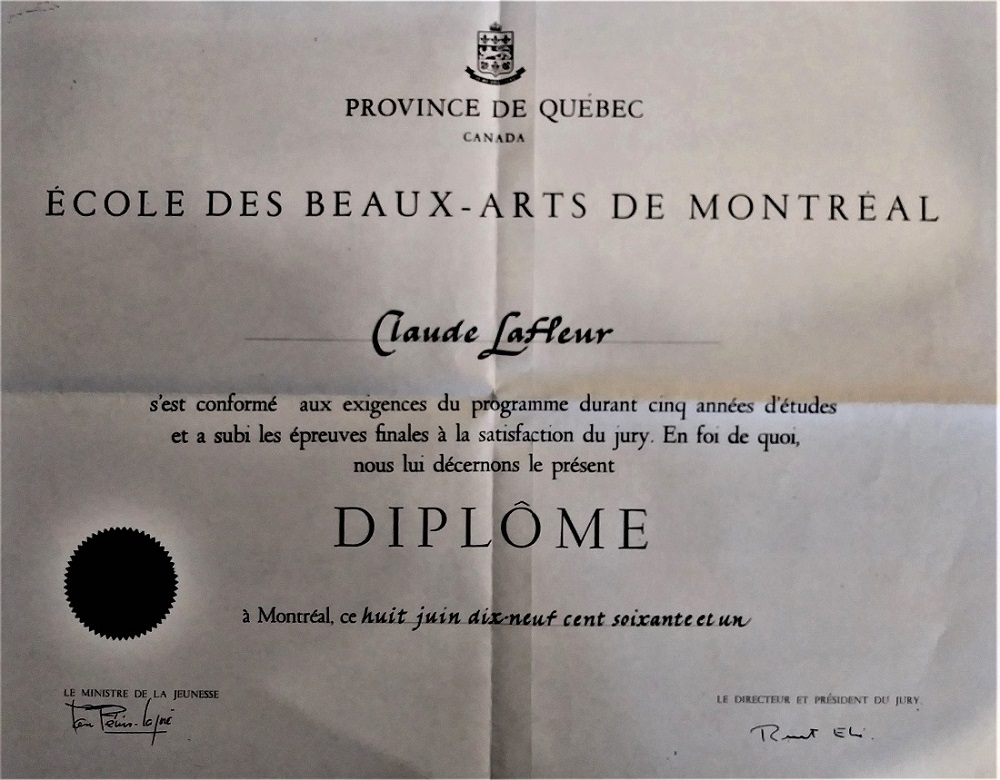 PROVINCE DE QUÉBEC
CANADA
ÉCOLE DES BEAUX-ARTS DE MONTRÉAL
Claude Lafleur
s'est conformé aux exigences du programme durant cinq années d'études
et a subi les épreuves finales à la satisfaction du jury. En foi de quoi,
nous lui décernons le présent
DIPLÔME
à Montréal, ce huit juin dix-neuf cent soixante et un
LE MINISTRE DE LA JEUNESSE
LE DIRECTEUR ET PRÉSIDENT DU JURY.